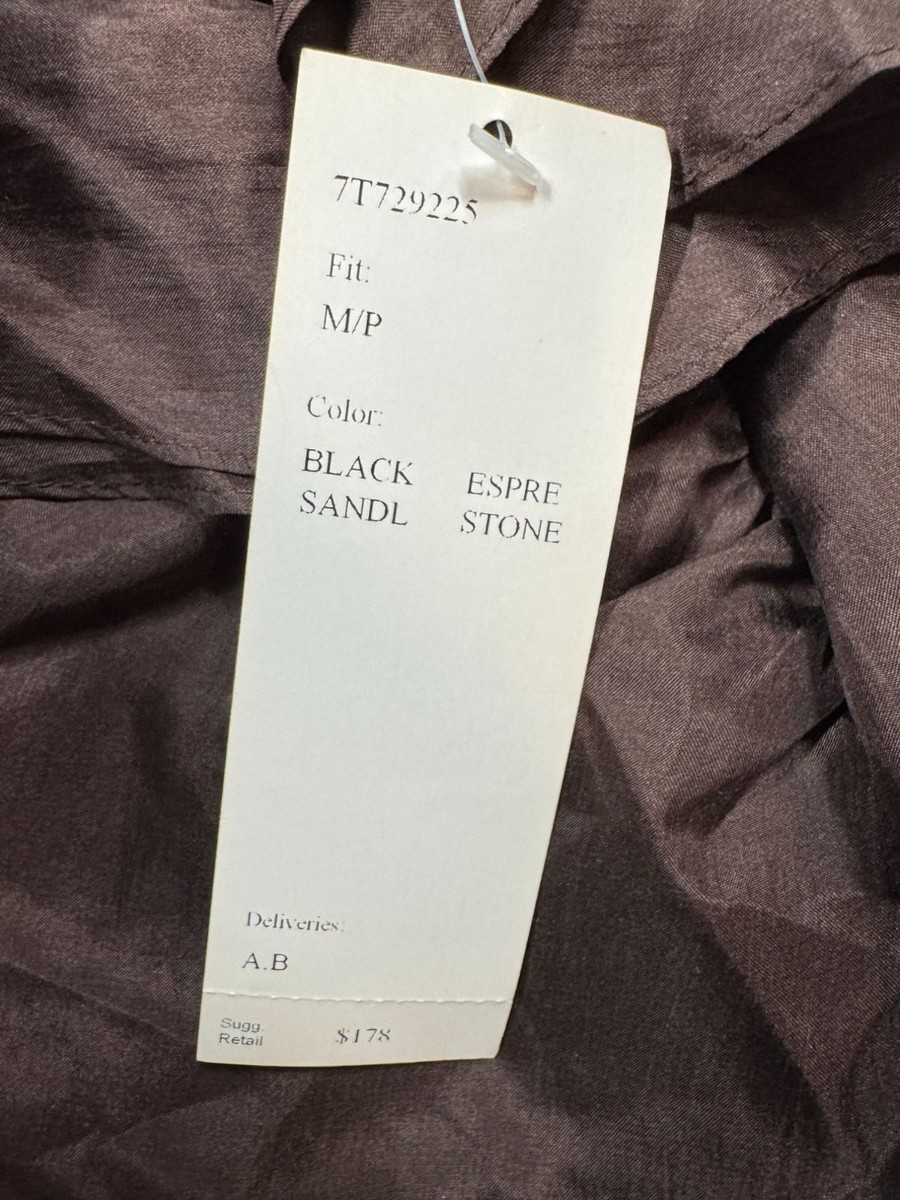 7T729225
Fit:
M/P
Color:
BLACK ESPRE
SANDL STONE
Deliveries:
A.B
Sugg.
Retail $178